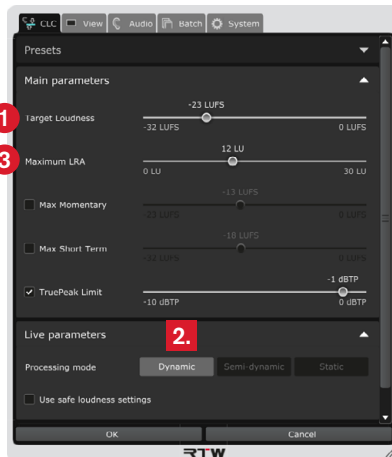 CLC View Audio Batch System
Presets
Main parameters
-23 LUFS
1 Target Loudness
-32 LUFS 0 LUFS
12 LU
3 Maximum LRA
0 LU 30 LU
-13 LUFS
Max Momentary
-23 LUFS 0 LUFS
-18 LUFS
Max Short Term
-32 LUFS 0 LUFS
-1 dBTP
TruePeak Limit
-10 dBTP 0 dBTP
Live parameters
2.
Processing mode Dynamic Semi-dynamic Static
Use safe loudness settings
OK Cancel
RTW